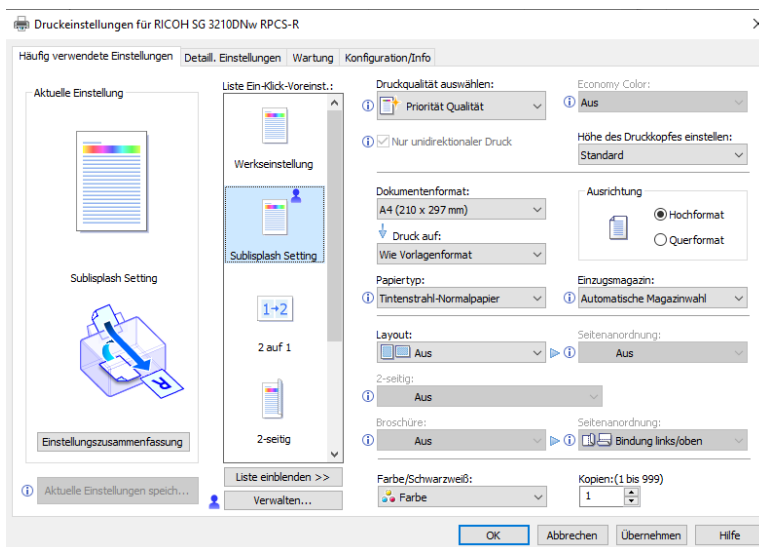 Druckeinstellungen für RICOH SG 3210DNw RPCS-R
Häufig verwendete Einstellungen
Detaill. Einstellungen
Wartung
Konfiguration/Info
Aktuelle Einstellung
Sublisplash Setting
R
Einstellungszusammenfassung
Aktuelle Einstellungen speich...
Liste Ein-Klick-Voreinst.:
Werkseinstellung
Sublisplash Setting
1→2
2 auf 1
2-seitig
Liste einblenden >>
Verwalten...
Druckqualität auswählen:
Priorität Qualität
Economy Color:
Aus
Nur unidirektionaler Druck
Höhe des Druckkopfes einstellen:
Standard
Dokumentenformat:
A4 (210 x 297 mm)
Druck auf:
Wie Vorlagenformat
Ausrichtung
Hochformat
Querformat
Papiertyp:
Tintenstrahl-Normalpapier
Einzugsmagazin:
Automatische Magazinwahl
Layout:
Aus
Seitenanordnung:
Aus
2-seitig:
Aus
Broschüre:
Aus
Seitenanordnung:
Bindung links/oben
Farbe/Schwarzweiß:
Farbe
Kopien:(1 bis 999)
1
OK
Abbrechen
Übernehmen
Hilfe